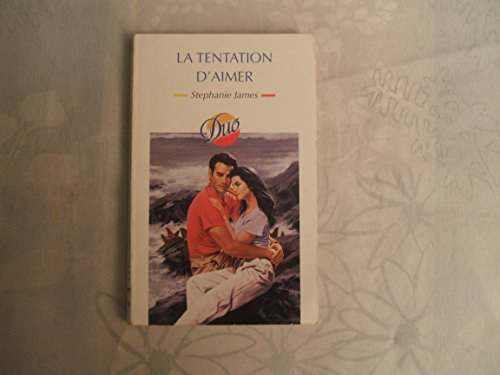 LA TENTATION
D'AIMER
Stephanie James
Duo